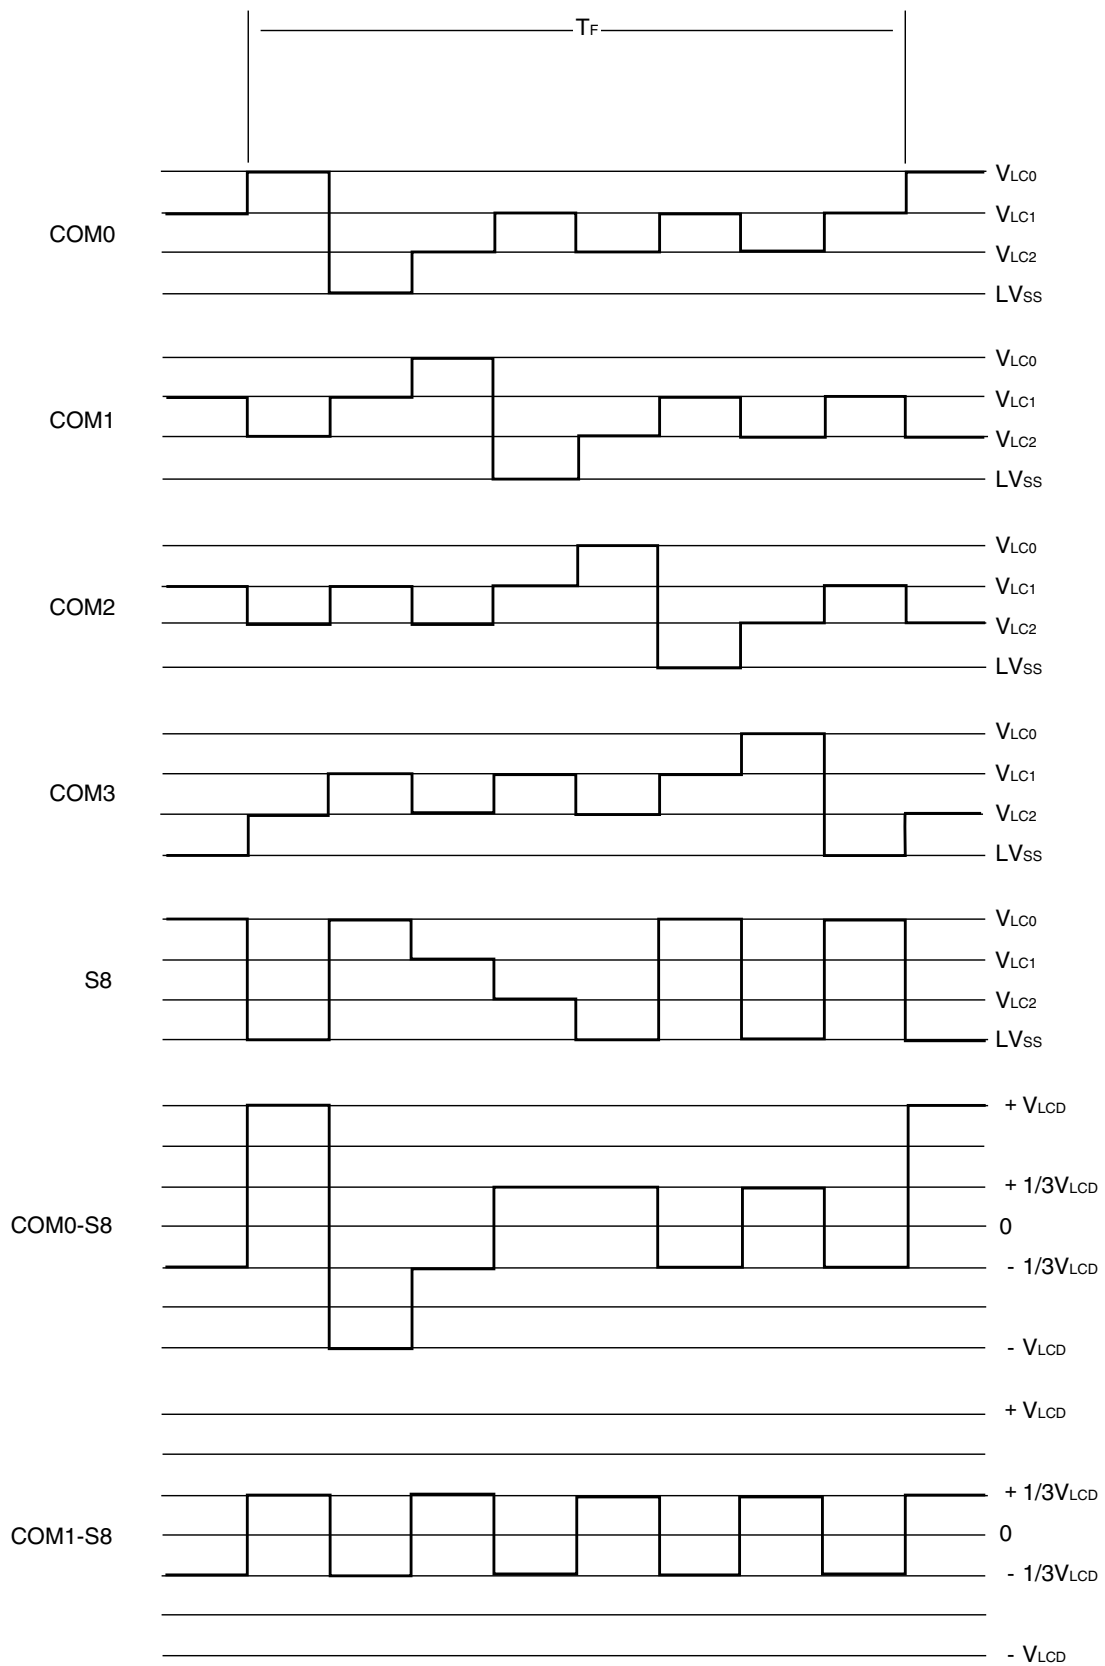 TF
COM0
VLC0
VLC1
VLC2
LVSS
COM1
VLC0
VLC1
VLC2
LVSS
COM2
VLC0
VLC1
VLC2
LVSS
COM3
VLC0
VLC1
VLC2
LVSS
S8
VLC0
VLC1
VLC2
LVSS
COM0-S8
+ VLCD
+ 1/3VLCD
0
- 1/3VLCD
- VLCD
COM1-S8
+ VLCD
+ 1/3VLCD
0
- 1/3VLCD
- VLCD